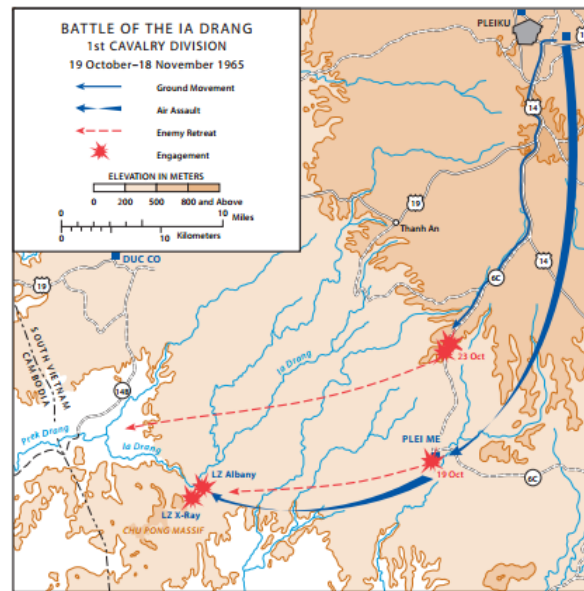 BATTLE OF THE IA DRANG
1st CAVALRY DIVISION
19 October–18 November 1965
Ground Movement
Air Assault
Enemy Retreat
Engagement
ELEVATION IN METERS
0 200 500 800 and Above
0 10
Miles
0 10
Kilometers
PLEIKU
14
19
Thanh An
DUC CO
19
6C
14
SOUTH VIETNAM
CAMBODIA
Ia Drang
23 Oct
14B
Prek Drang
Ia Drang
PLEI ME
19 Oct
6C
LZ Albany
LZ X-Ray
CHU PONG MASSIF